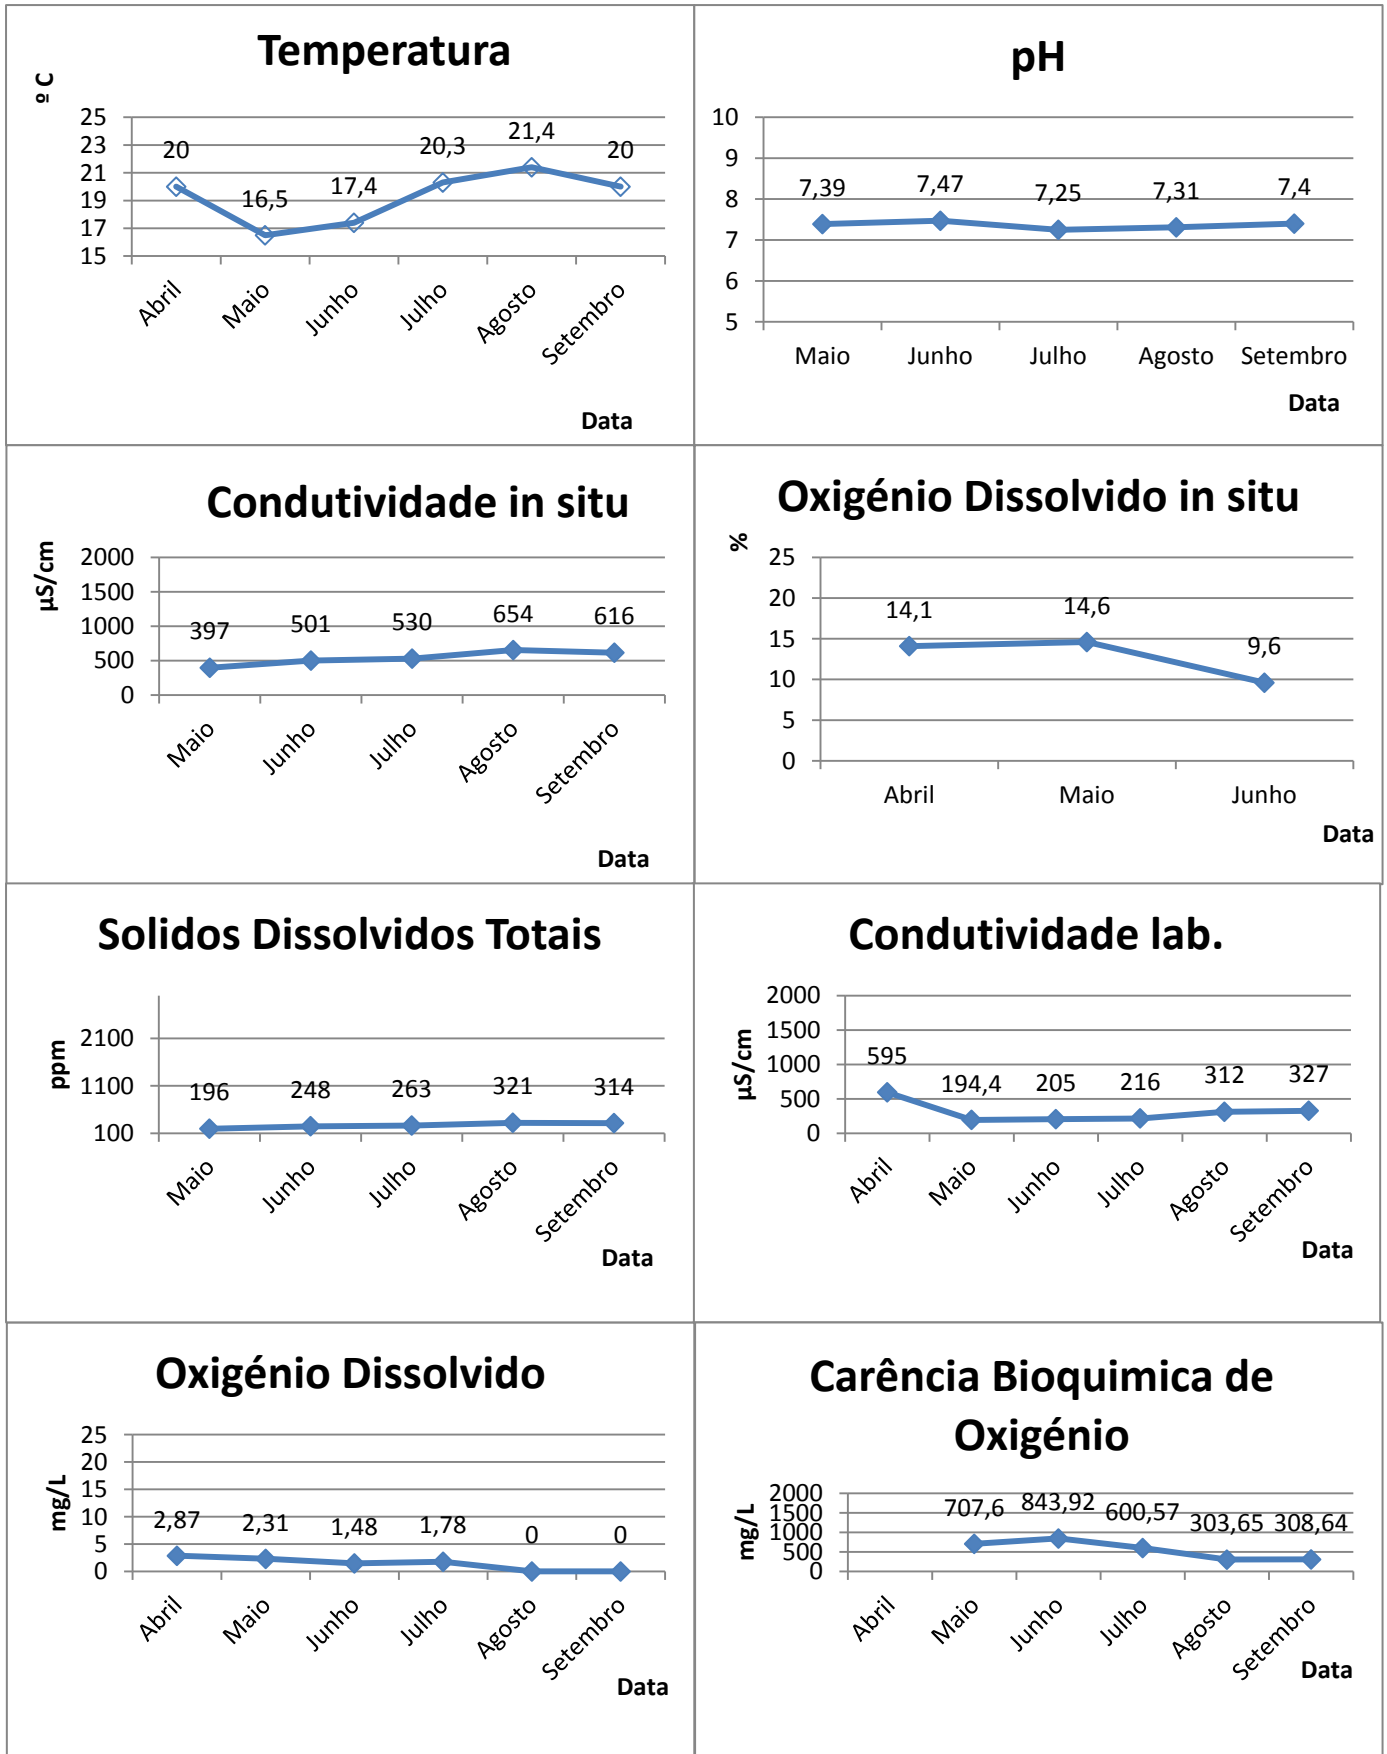 Temperatura
º C
25
23
21
19
17
15
20
16,5
17,4
20,3
21,4
20
Abril
Maio
Junho
Julho
Agosto
Setembro
Data
pH
10
9
8
7
6
5
7,39
7,47
7,25
7,31
7,4
Maio
Junho
Julho
Agosto
Setembro
Data
Condutividade in situ
µS/cm
2000
1500
1000
500
0
397
501
530
654
616
Maio
Junho
Julho
Agosto
Setembro
Data
Oxigénio Dissolvido in situ
%
25
20
15
10
5
0
14,1
14,6
9,6
Abril
Maio
Junho
Data
Solidos Dissolvidos Totais
ppm
2100
1100
100
196
248
263
321
314
Maio
Junho
Julho
Agosto
Setembro
Data
Condutividade lab.
µS/cm
2000
1500
1000
500
0
595
194,4
205
216
312
327
Abril
Maio
Junho
Julho
Agosto
Setembro
Data
Oxigénio Dissolvido
mg/L
25
20
15
10
5
0
2,87
2,31
1,48
1,78
0
0
Abril
Maio
Junho
Julho
Agosto
Setembro
Data
Carência Bioquimica de
Oxigénio
mg/L
2000
1500
1000
500
0
707,6
843,92
600,57
303,65
308,64
Abril
Maio
Junho
Julho
Agosto
Setembro
Data